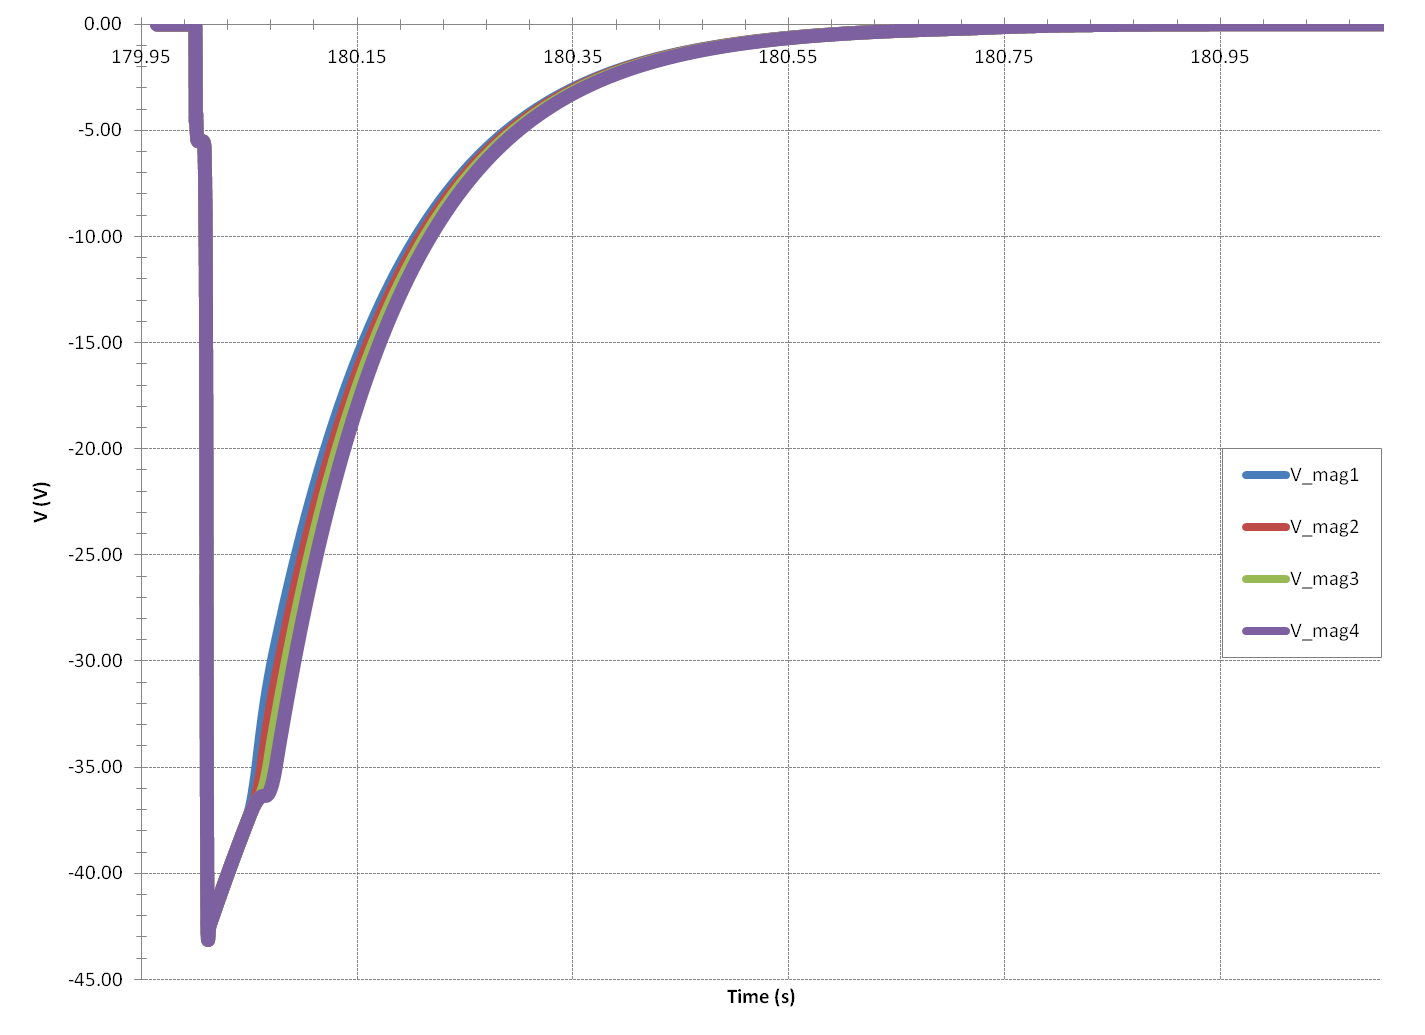 0.00
179.95 180.15 180.35 180.55 180.75 180.95
-5.00
-10.00
-15.00
-20.00
-25.00
-30.00
-35.00
-40.00
-45.00
V (V)
Time (s)
V_mag1
V_mag2
V_mag3
V_mag4